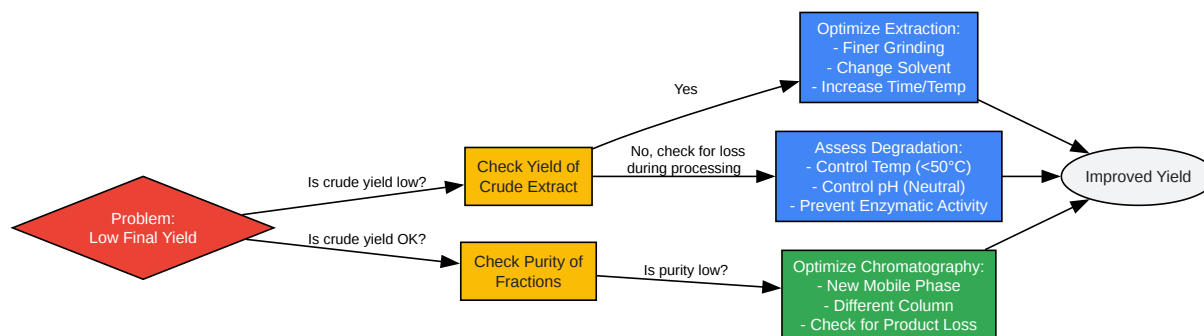 Problem:
Low Final Yield
Is crude yield low?
Is crude yield OK?
Check Yield of
Crude Extract
Check Purity of
Fractions
Yes
No, check for loss
during processing
Is purity low?
Optimize Extraction:
- Finer Grinding
- Change Solvent
- Increase Time/Temp
Assess Degradation:
- Control Temp (<50°C)
- Control pH (Neutral)
- Prevent Enzymatic Activity
Optimize Chromatography:
- New Mobile Phase
- Different Column
- Check for Product Loss
Improved Yield